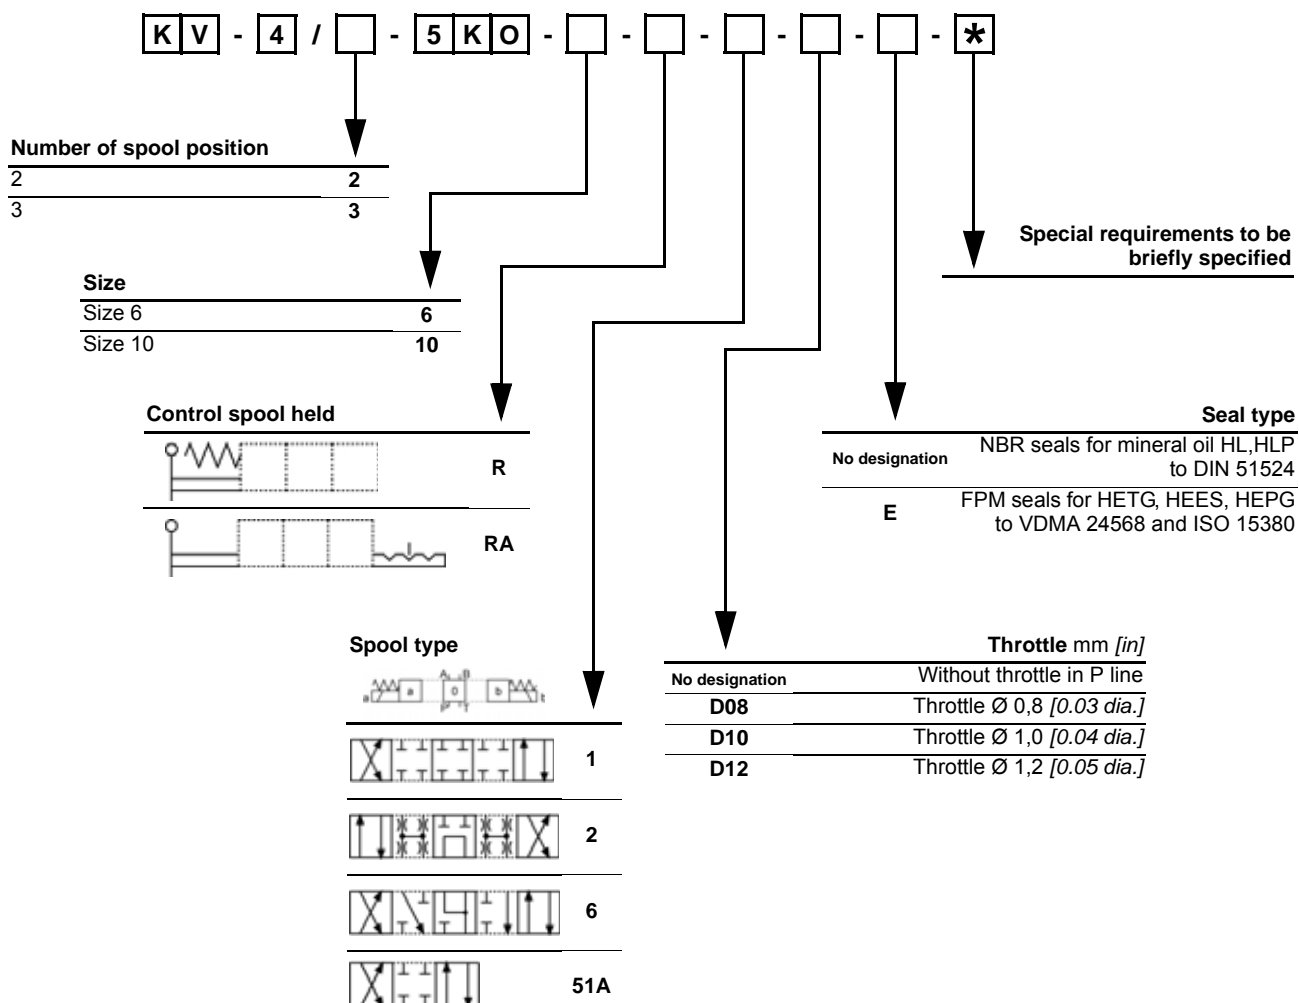 K V - 4 / - 5 K O - - - - - - *
Number of spool position
2 2
3 3
Special requirements to be
briefly specified
Size
Size 6 6
Size 10 10
Control spool held
R
RA
Seal type
No designation NBR seals for mineral oil HL,HLP
to DIN 51524
E FPM seals for HETG, HEES, HEPG
to VDMA 24568 and ISO 15380
Spool type
A B
a a 0 b b
P T
1
2
6
51A
Throttle mm [in]
No designation Without throttle in P line
D08 Throttle Ø 0,8 [0.03 dia.]
D10 Throttle Ø 1,0 [0.04 dia.]
D12 Throttle Ø 1,2 [0.05 dia.]